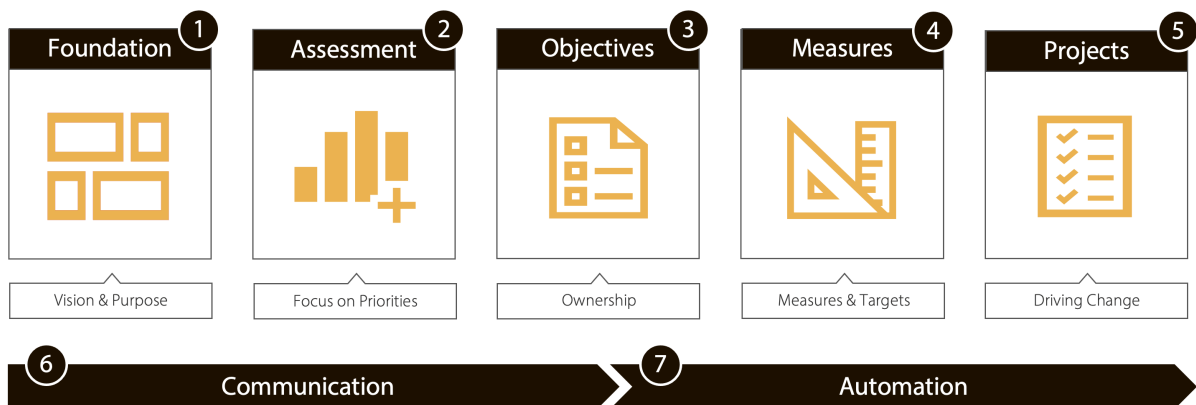 1
Foundation
Vision & Purpose
2
Assessment
Focus on Priorities
3
Objectives
Ownership
4
Measures
Measures & Targets
5
Projects
Driving Change
6
Communication
7
Automation